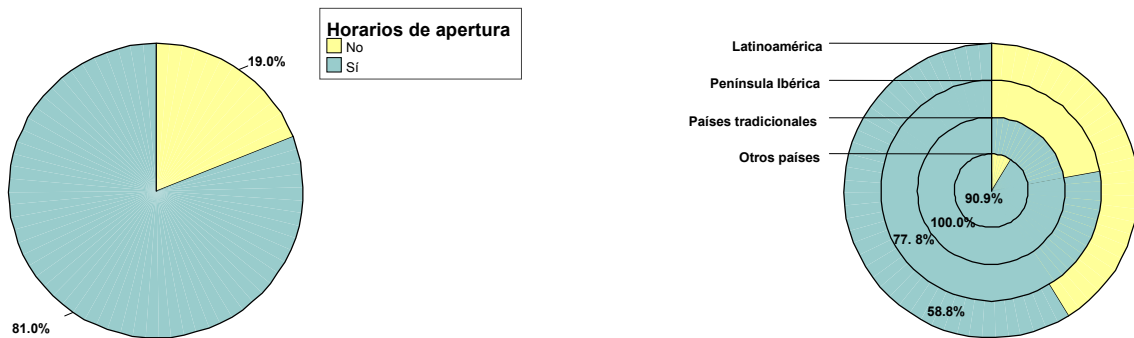 Horarios de apertura
No
Sí
19.0%
81.0%
Latinoamérica
Península Ibérica
Países tradicionales
Otros países
90.9%
100.0%
77. 8%
58.8%